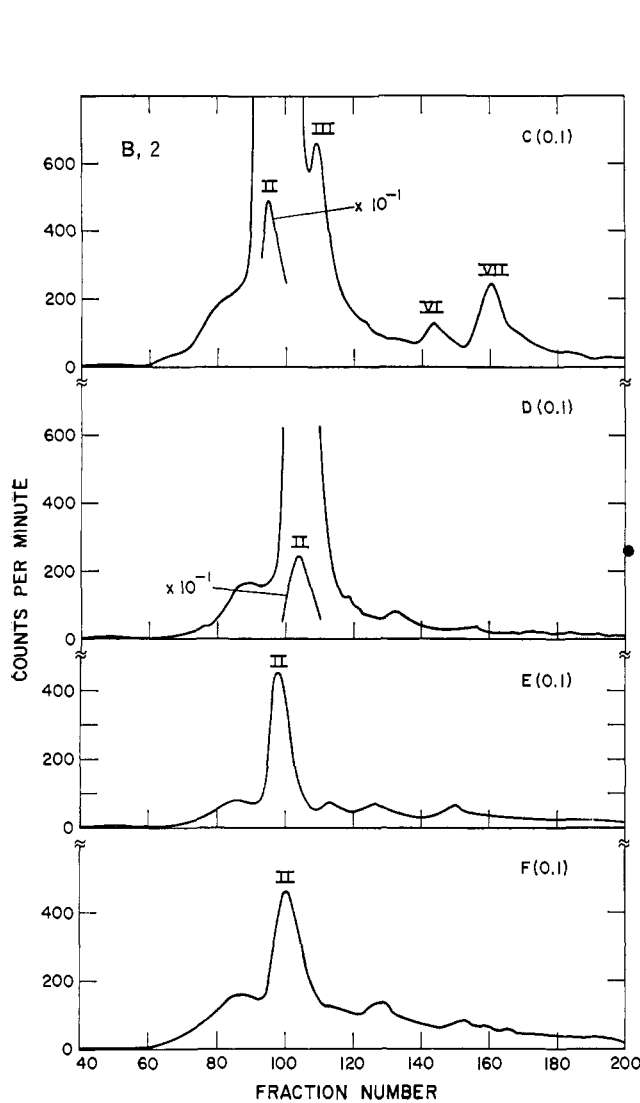 B, 2
C(0.1)
III
II
x 10⁻¹
VI
VII
600
400
200
0
D(0.1)
600
400
200
0
II
x 10⁻¹
COUNTS PER MINUTE
II
E(0.1)
400
200
0
II
F(0.1)
400
200
0
40 60 80 100 120 140 160 180 200
FRACTION NUMBER